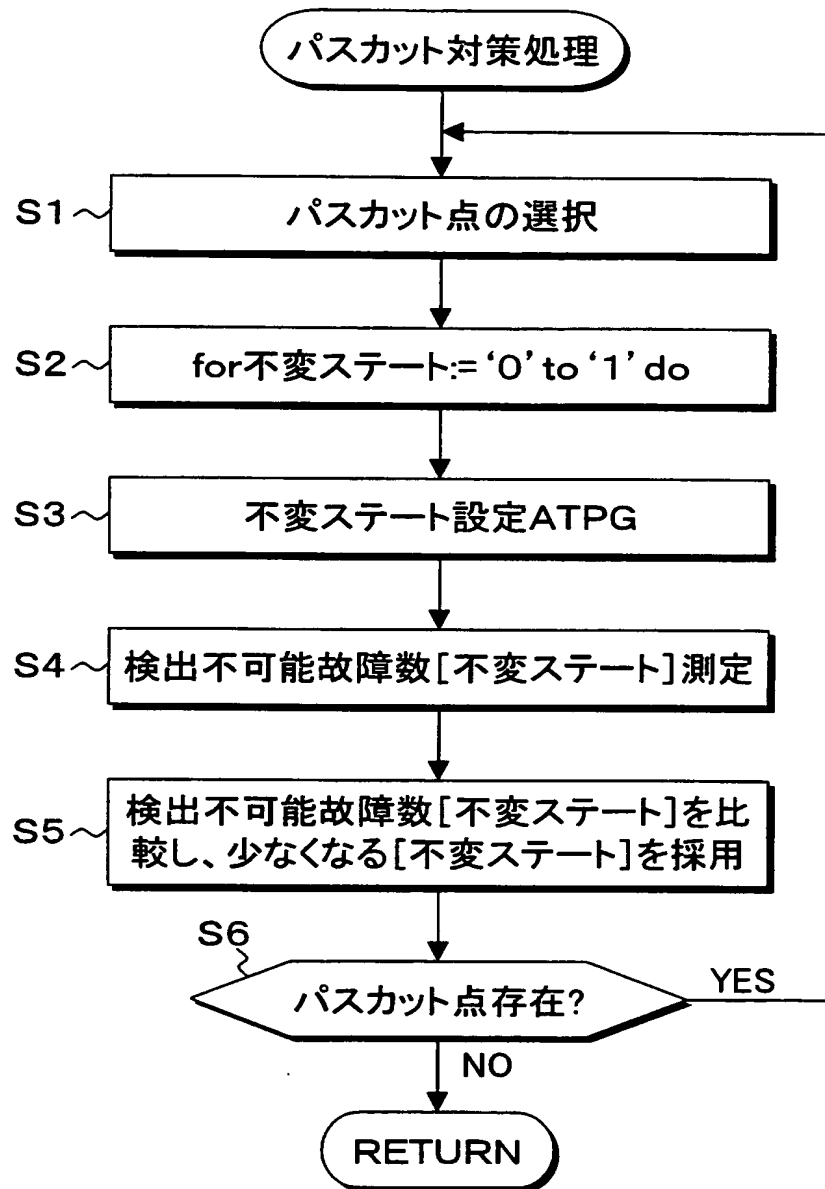 パスカット対策処理
S1
パスカット点の選択
S2
for不変ステート:=‘0’to‘1’do
S3
不変ステート設定ATPG
S4
検出不可能故障数[不変ステート]測定
S5
検出不可能故障数[不変ステート]を比
較し、少なくなる[不変ステート]を採用
S6
パスカット点存在?
YES
NO
RETURN